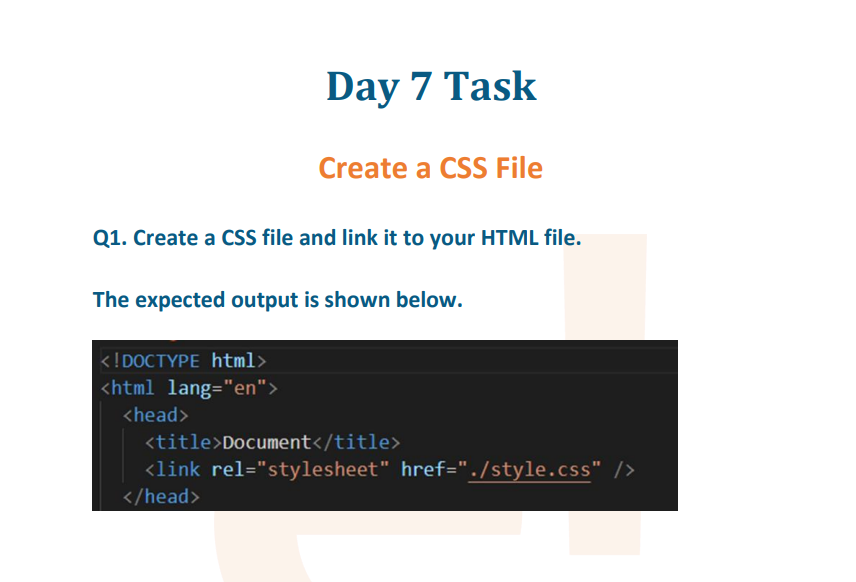 Day 7 Task
Create a CSS File
Q1. Create a CSS file and link it to your HTML file.
The expected output is shown below.
<!DOCTYPE html>
<html lang="en">
<head>
<title>Document</title>
<link rel="stylesheet" href="./style.css" />
</head>